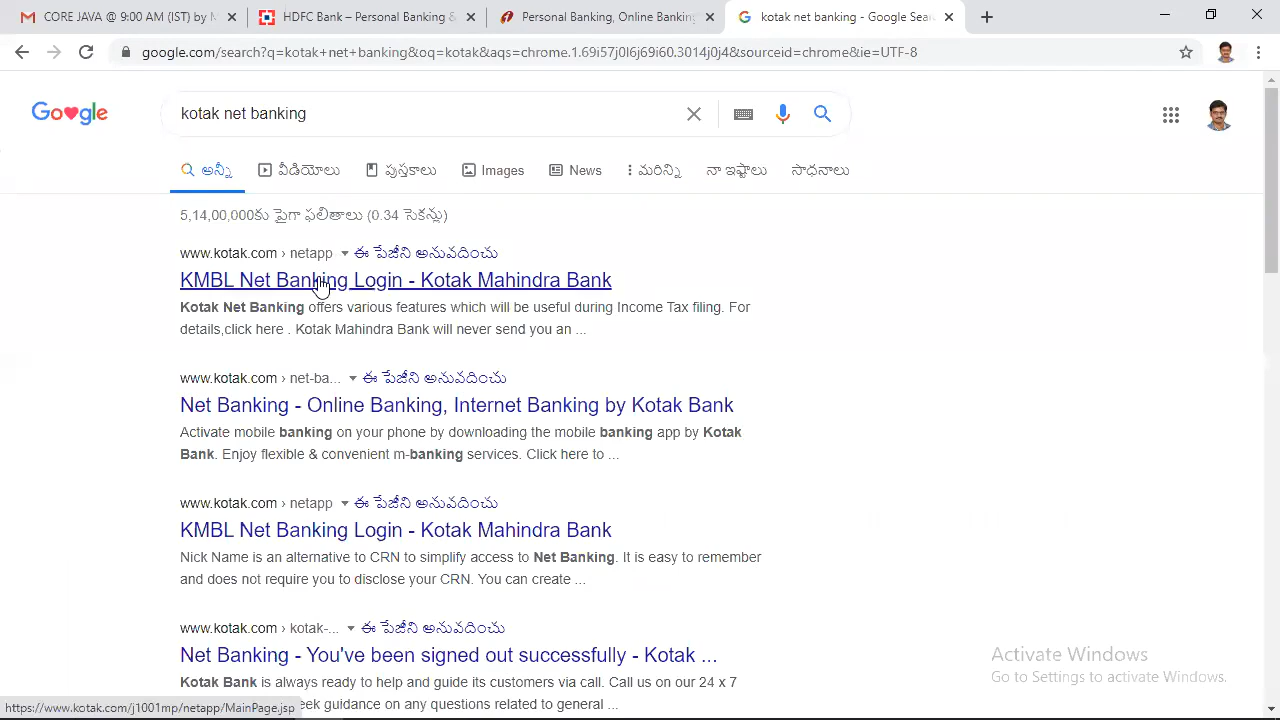 CORE JAVA @ 9:00 AM (IST) by M
HDFC Bank – Personal Banking &
Personal Banking, Online Banking
kotak net banking - Google Sear
google.com/search?q=kotak+net+banking&oq=kotak&aqs=chrome.1.69i57j0l6j69i60.3014j0j4&sourceid=chrome&ie=UTF-8
Google
kotak net banking
అన్నీ వీడియోలు పుస్తకాలు Images News మరిన్ని నా ఇష్టాలు సాధనాలు
5,14,00,000కు పైగా ఫలితాలు (0.34 సెకన్లు)
www.kotak.com › netapp ఈ పేజీని అనువదించు
KMBL Net Banking Login - Kotak Mahindra Bank
Kotak Net Banking offers various features which will be useful during Income Tax filing. For
details,click here . Kotak Mahindra Bank will never send you an ...
www.kotak.com › net-ba... ఈ పేజీని అనువదించు
Net Banking - Online Banking, Internet Banking by Kotak Bank
Activate mobile banking on your phone by downloading the mobile banking app by Kotak
Bank. Enjoy flexible & convenient m-banking services. Click here to ...
www.kotak.com › netapp ఈ పేజీని అనువదించు
KMBL Net Banking Login - Kotak Mahindra Bank
Nick Name is an alternative to CRN to simplify access to Net Banking. It is easy to remember
and does not require you to disclose your CRN. You can create ...
www.kotak.com › kotak-... ఈ పేజీని అనువదించు
Net Banking - You've been signed out successfully - Kotak ...
Kotak Bank is always ready to help and guide its customers via call. Call us on our 24 x 7
eek guidance on any questions related to general ...
Activate Windows
Go to Settings to activate Windows.
https://www.kotak.com/j1001mp/netapp/MainPage.jsp